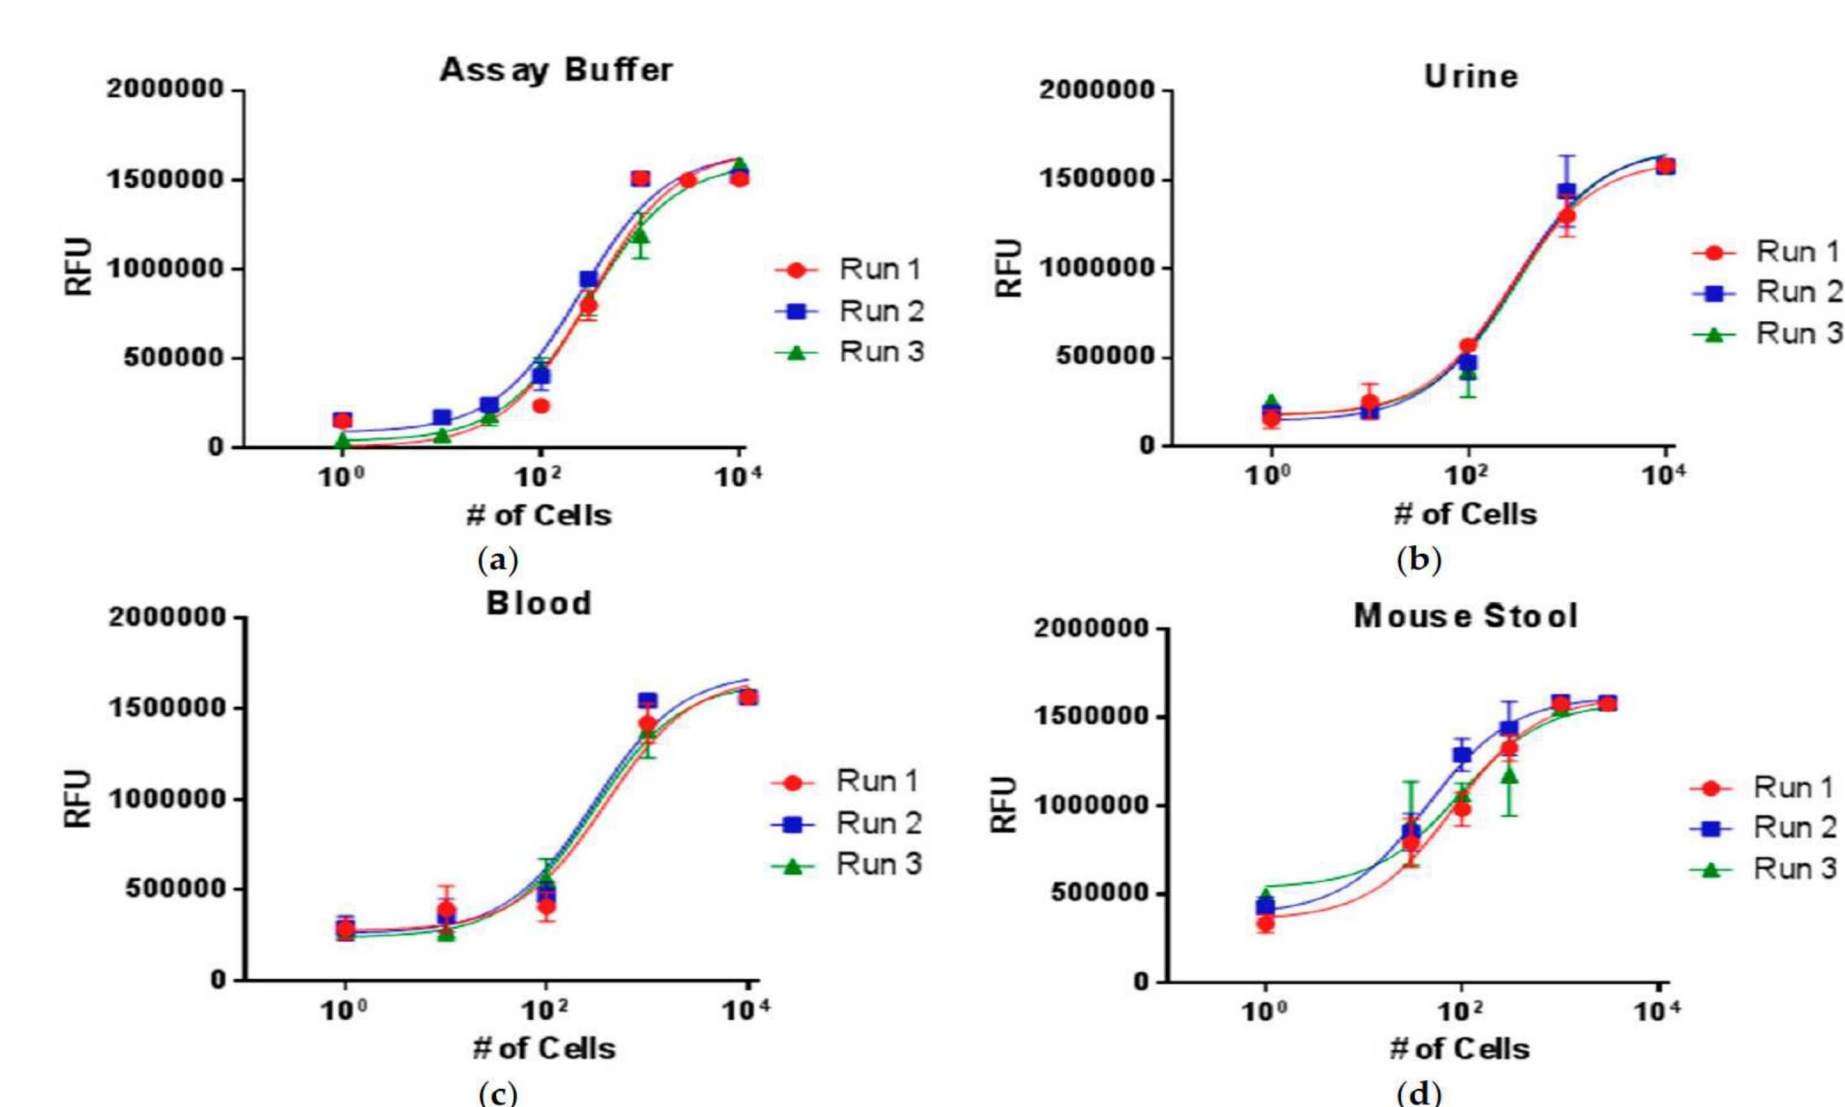 Assay Buffer
2000000
1500000
1000000
500000
0
RFU
10⁰ 10² 10⁴
# of Cells
Run 1
Run 2
Run 3
(a)
Urine
2000000
1500000
1000000
500000
0
RFU
10⁰ 10² 10⁴
# of Cells
Run 1
Run 2
Run 3
(b)
Blood
2000000
1500000
1000000
500000
0
RFU
10⁰ 10² 10⁴
# of Cells
Run 1
Run 2
Run 3
(c)
Mouse Stool
2000000
1500000
1000000
500000
0
RFU
10⁰ 10² 10⁴
# of Cells
Run 1
Run 2
Run 3
(d)